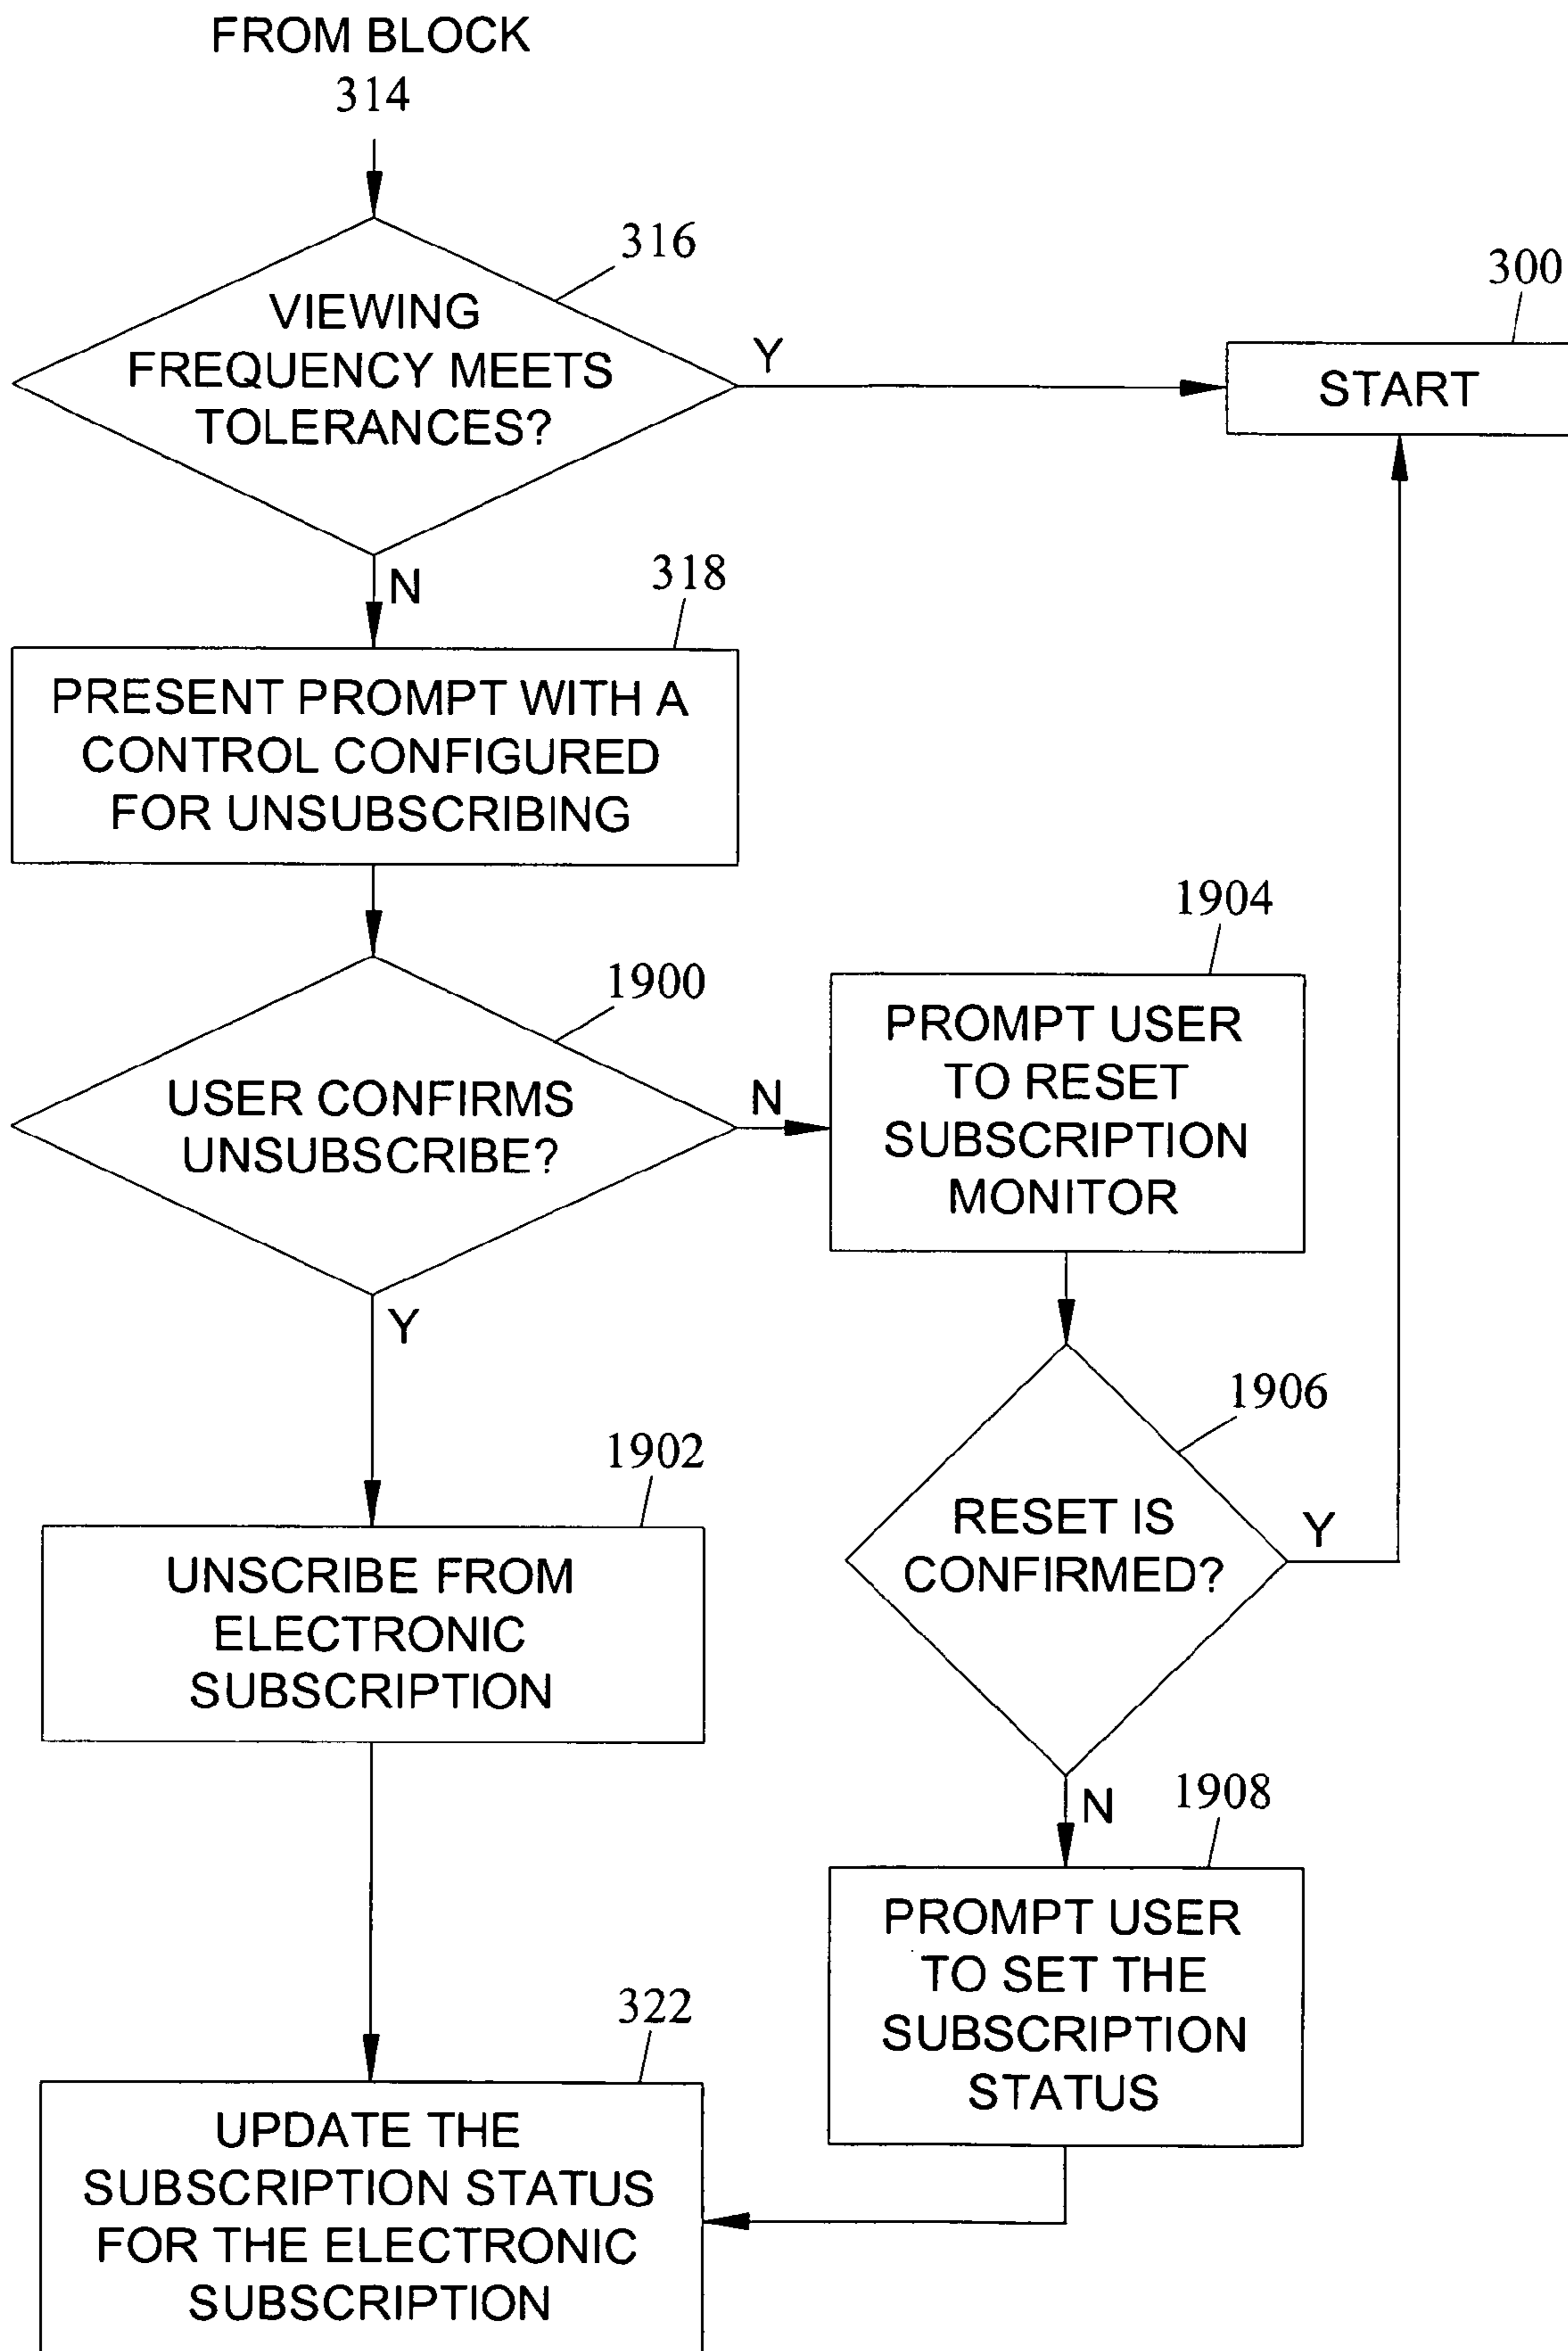 FROM BLOCK
314
316
VIEWING
FREQUENCY MEETS
TOLERANCES?
Y
300
START
N
318
PRESENT PROMPT WITH A
CONTROL CONFIGURED
FOR UNSUBSCRIBING
1900
USER CONFIRMS
UNSUBSCRIBE?
N
1904
PROMPT USER
TO RESET
SUBSCRIPTION
MONITOR
Y
1906
RESET IS
CONFIRMED?
Y
1902
UNSCRIBE FROM
ELECTRONIC
SUBSCRIPTION
N
1908
PROMPT USER
TO SET THE
SUBSCRIPTION
STATUS
322
UPDATE THE
SUBSCRIPTION STATUS
FOR THE ELECTRONIC
SUBSCRIPTION